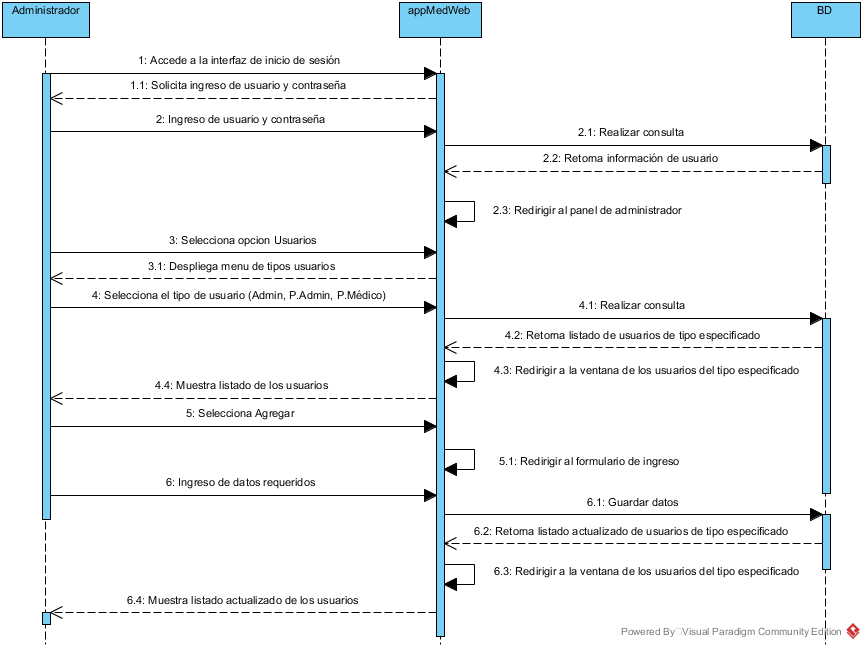 Administrador
appMedWeb
BD
1: Accede a la interfaz de inicio de sesión
1.1: Solicita ingreso de usuario y contraseña
2: Ingreso de usuario y contraseña
2.1: Realizar consulta
2.2: Retorna información de usuario
2.3: Redirigir al panel de administrador
3: Selecciona opcion Usuarios
3.1: Despliega menu de tipos usuarios
4: Selecciona el tipo de usuario (Admin, P.Admin, P.Médico)
4.1: Realizar consulta
4.2: Retorna listado de usuarios de tipo especificado
4.3: Redirigir a la ventana de los usuarios del tipo especificado
4.4: Muestra listado de los usuarios
5: Selecciona Agregar
5.1: Redirigir al formulario de ingreso
6: Ingreso de datos requeridos
6.1: Guardar datos
6.2: Retorna listado actualizado de usuarios de tipo especificado
6.3: Redirigir a la ventana de los usuarios del tipo especificado
6.4: Muestra listado actualizado de los usuarios
Powered By Visual Paradigm Community Edition